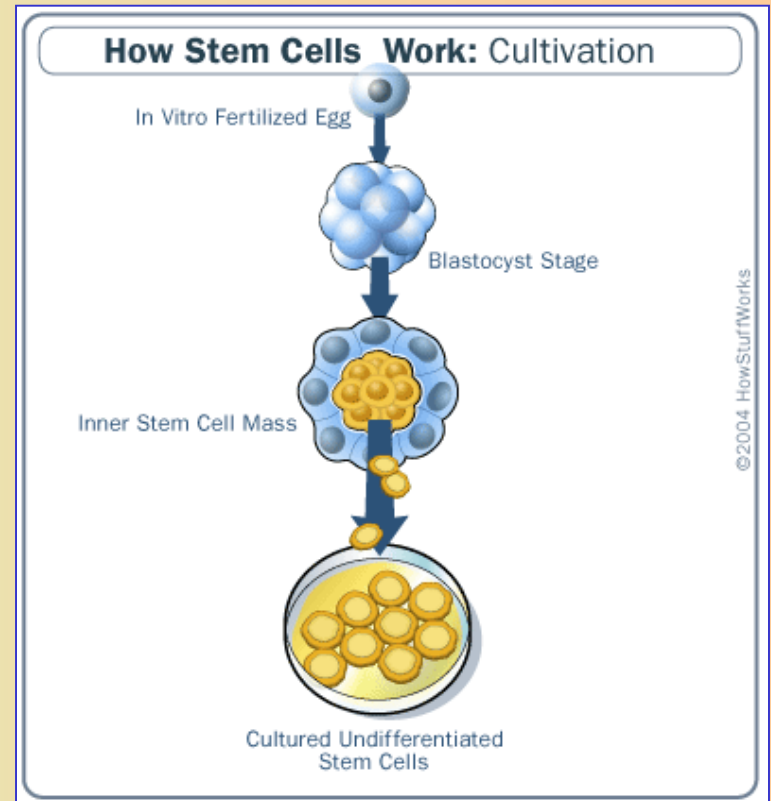 How Stem Cells Work: Cultivation
In Vitro Fertilized Egg
Blastocyst Stage
Inner Stem Cell Mass
Cultured Undifferentiated
Stem Cells
©2004 HowStuffWorks